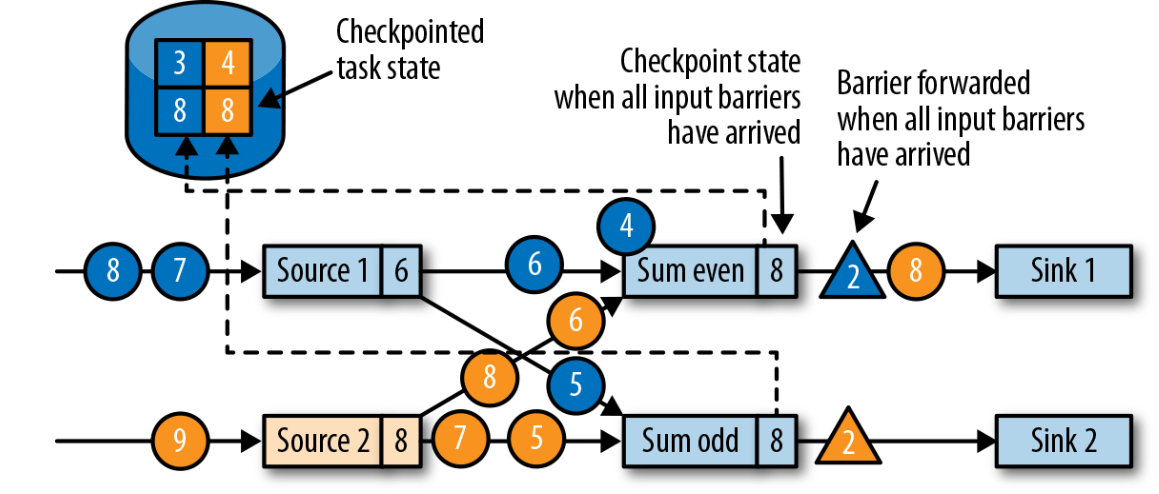 Checkpointed
task state
3 4
8 8
Checkpoint state
when all input barriers
have arrived
Barrier forwarded
when all input barriers
have arrived
4
8 7 Source 1 6 6 Sum even 8 2 8 Sink 1
6
8 5
9 Source 2 8 7 5 Sum odd 8 2 Sink 2